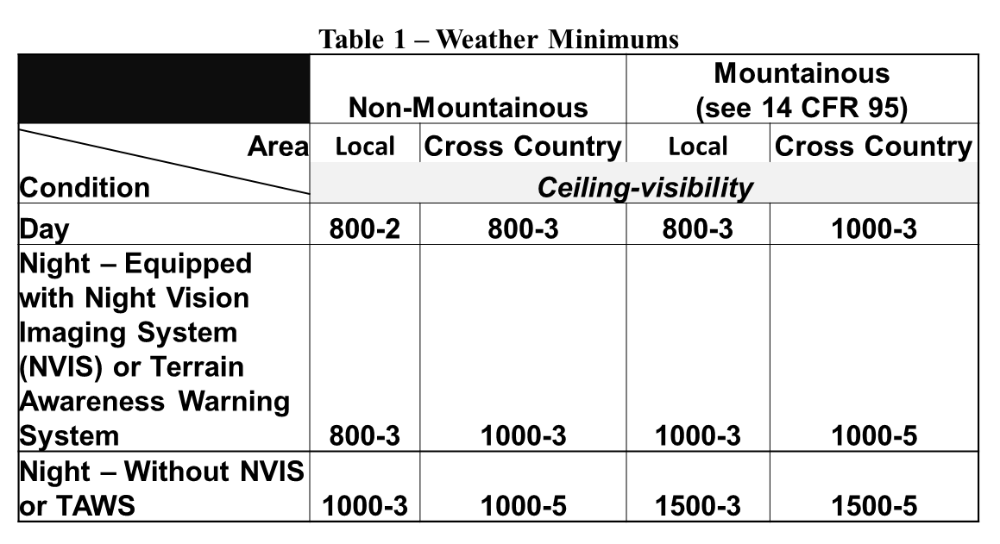 Table 1 – Weather Minimums
Non-Mountainous
Mountainous
(see 14 CFR 95)
Area
Condition
Local
Cross Country
Local
Cross Country
Ceiling-visibility
Day
800-2
800-3
800-3
1000-3
Night – Equipped
with Night Vision
Imaging System
(NVIS) or Terrain
Awareness Warning
System
800-3
1000-3
1000-3
1000-5
Night – Without NVIS
or TAWS
1000-3
1000-5
1500-3
1500-5